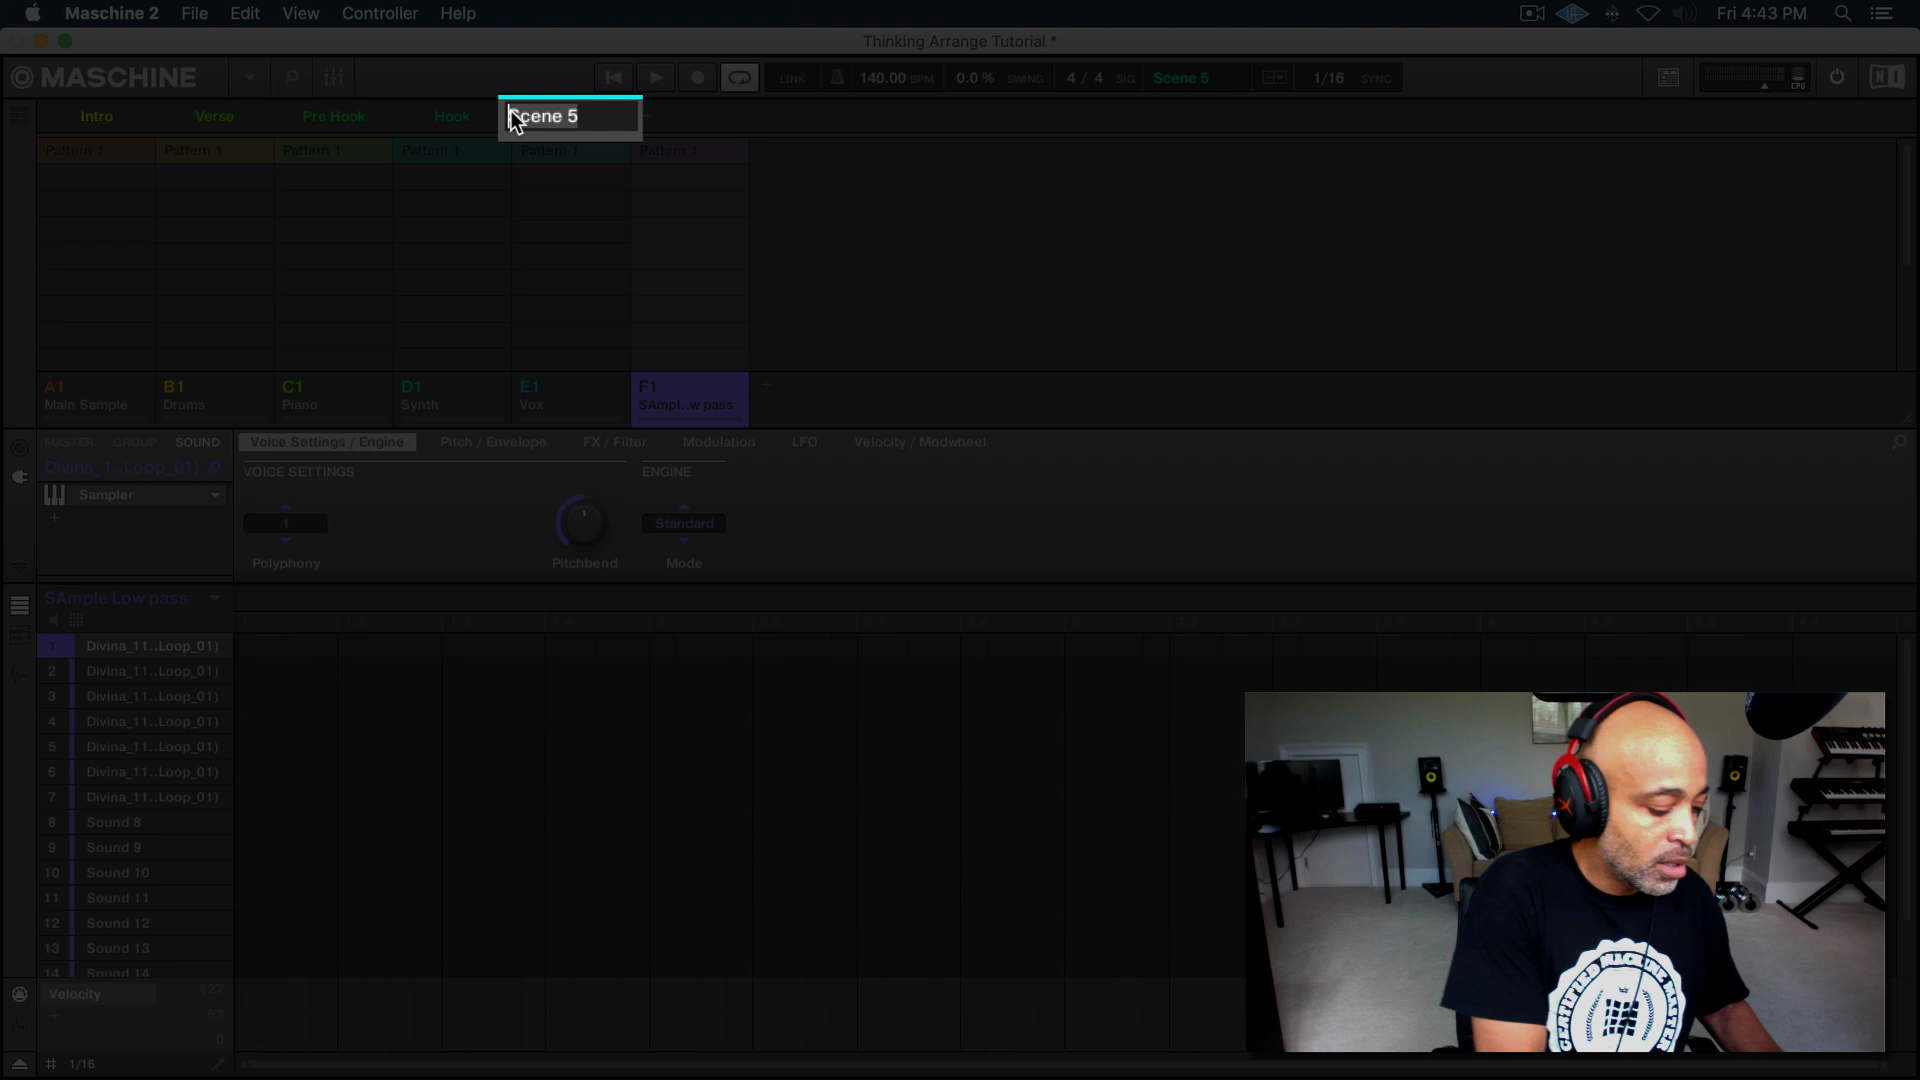 Maschine 2 File Edit View Controller Help Fri 4:43 PM
Thinking Arrange Tutorial *
MASCHINE LINK 140.00 BPM 0.0 % SWING 4 / 4 SIG Scene 5 1/16 SYNC CPU
Intro Verse Pre Hook Hook Scene 5 +
Pattern 1 Pattern 1 Pattern 1 Pattern 1 Pattern 1 Pattern 1
A1 B1 C1 D1 E1 F1 +
Main Sample Drums Piano Synth Vox SAmpl..w pass
MASTER GROUP SOUND Voice Settings / Engine Pitch / Envelope FX / Filter Modulation LFO Velocity / Modwheel
Divina_1..Loop_01) VOICE SETTINGS ENGINE
Sampler
+
1 Standard
Polyphony Pitchbend Mode
SAmple Low pass
1 Divina_11..Loop_01)
2 Divina_11..Loop_01)
3 Divina_11..Loop_01)
4 Divina_11..Loop_01)
5 Divina_11..Loop_01)
6 Divina_11..Loop_01)
7 Divina_11..Loop_01)
8 Sound 8
9 Sound 9
10 Sound 10
11 Sound 11
12 Sound 12
13 Sound 13
14 Sound 14
Velocity 127
+ 63
0
# 1/16
CERTIFIED MACHINE MASTER